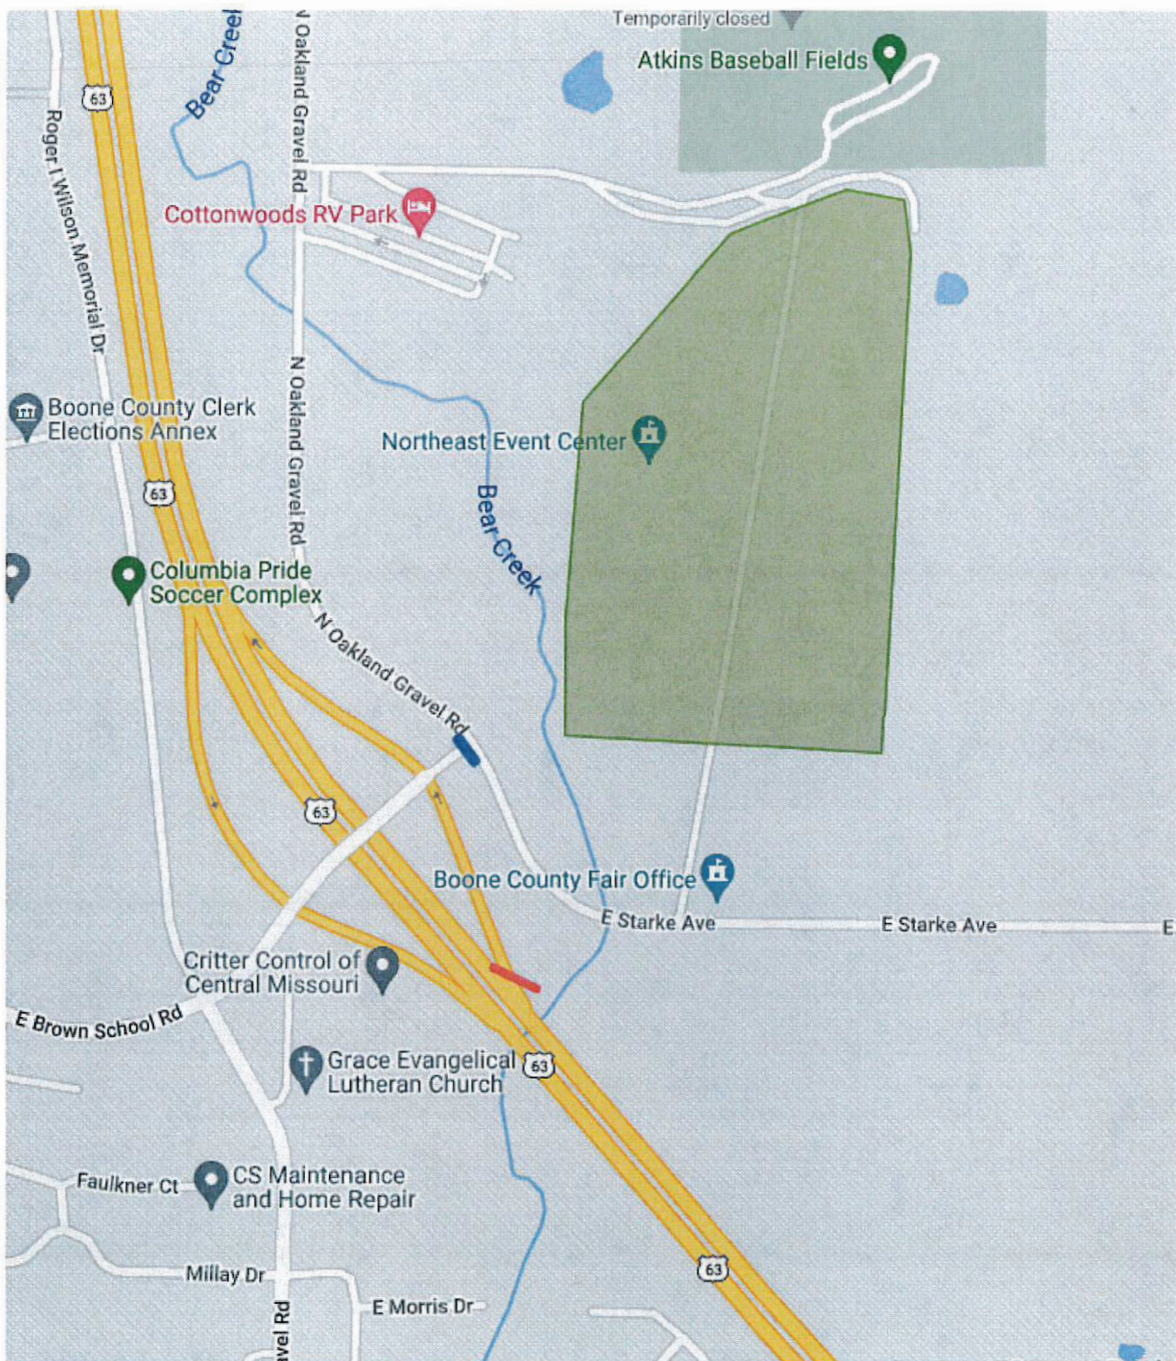 Temporarily closed
Atkins Baseball Fields
Bear Creek
N Oakland Gravel Rd
63
Roger I Wilson Memorial Dr
Cottonwoods RV Park
N Oakland Gravel Rd
Boone County Clerk
Elections Annex
Northeast Event Center
63
Bear Creek
Columbia Pride
Soccer Complex
N Oakland Gravel Rd
63
Boone County Fair Office
E Starke Ave
E Starke Ave
E
Critter Control of
Central Missouri
E Brown School Rd
Grace Evangelical
Lutheran Church
63
Faulkner Ct
CS Maintenance
and Home Repair
63
Millay Dr
E Morris Dr
vel Rd